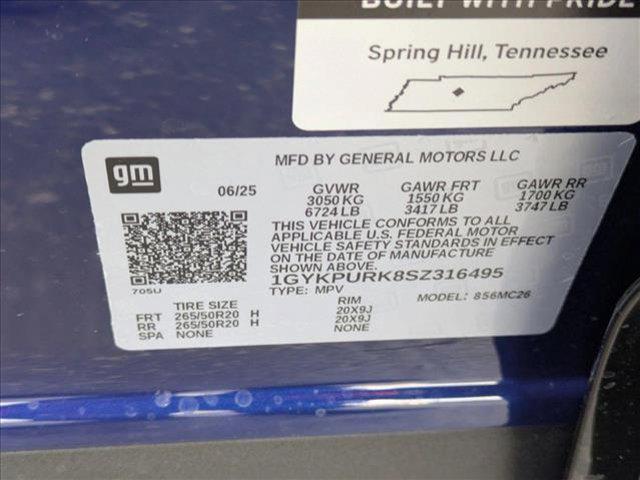 BUILT WITH PRIDE
Spring Hill, Tennessee
gm
MFD BY GENERAL MOTORS LLC
06/25
GVWR GAWR FRT GAWR RR
3050 KG 1550 KG 1700 KG
6724 LB 3417 LB 3747 LB
THIS VEHICLE CONFORMS TO ALL
APPLICABLE U.S. FEDERAL MOTOR
VEHICLE SAFETY STANDARDS IN EFFECT
ON THE DATE OF MANUFACTURE
SHOWN ABOVE.
1GYKPURK8SZ316495
TYPE: MPV MODEL: 856MC26
705U
TIRE SIZE RIM
FRT 265/50R20 H 20X9J
RR 265/50R20 H 20X9J
SPA NONE NONE